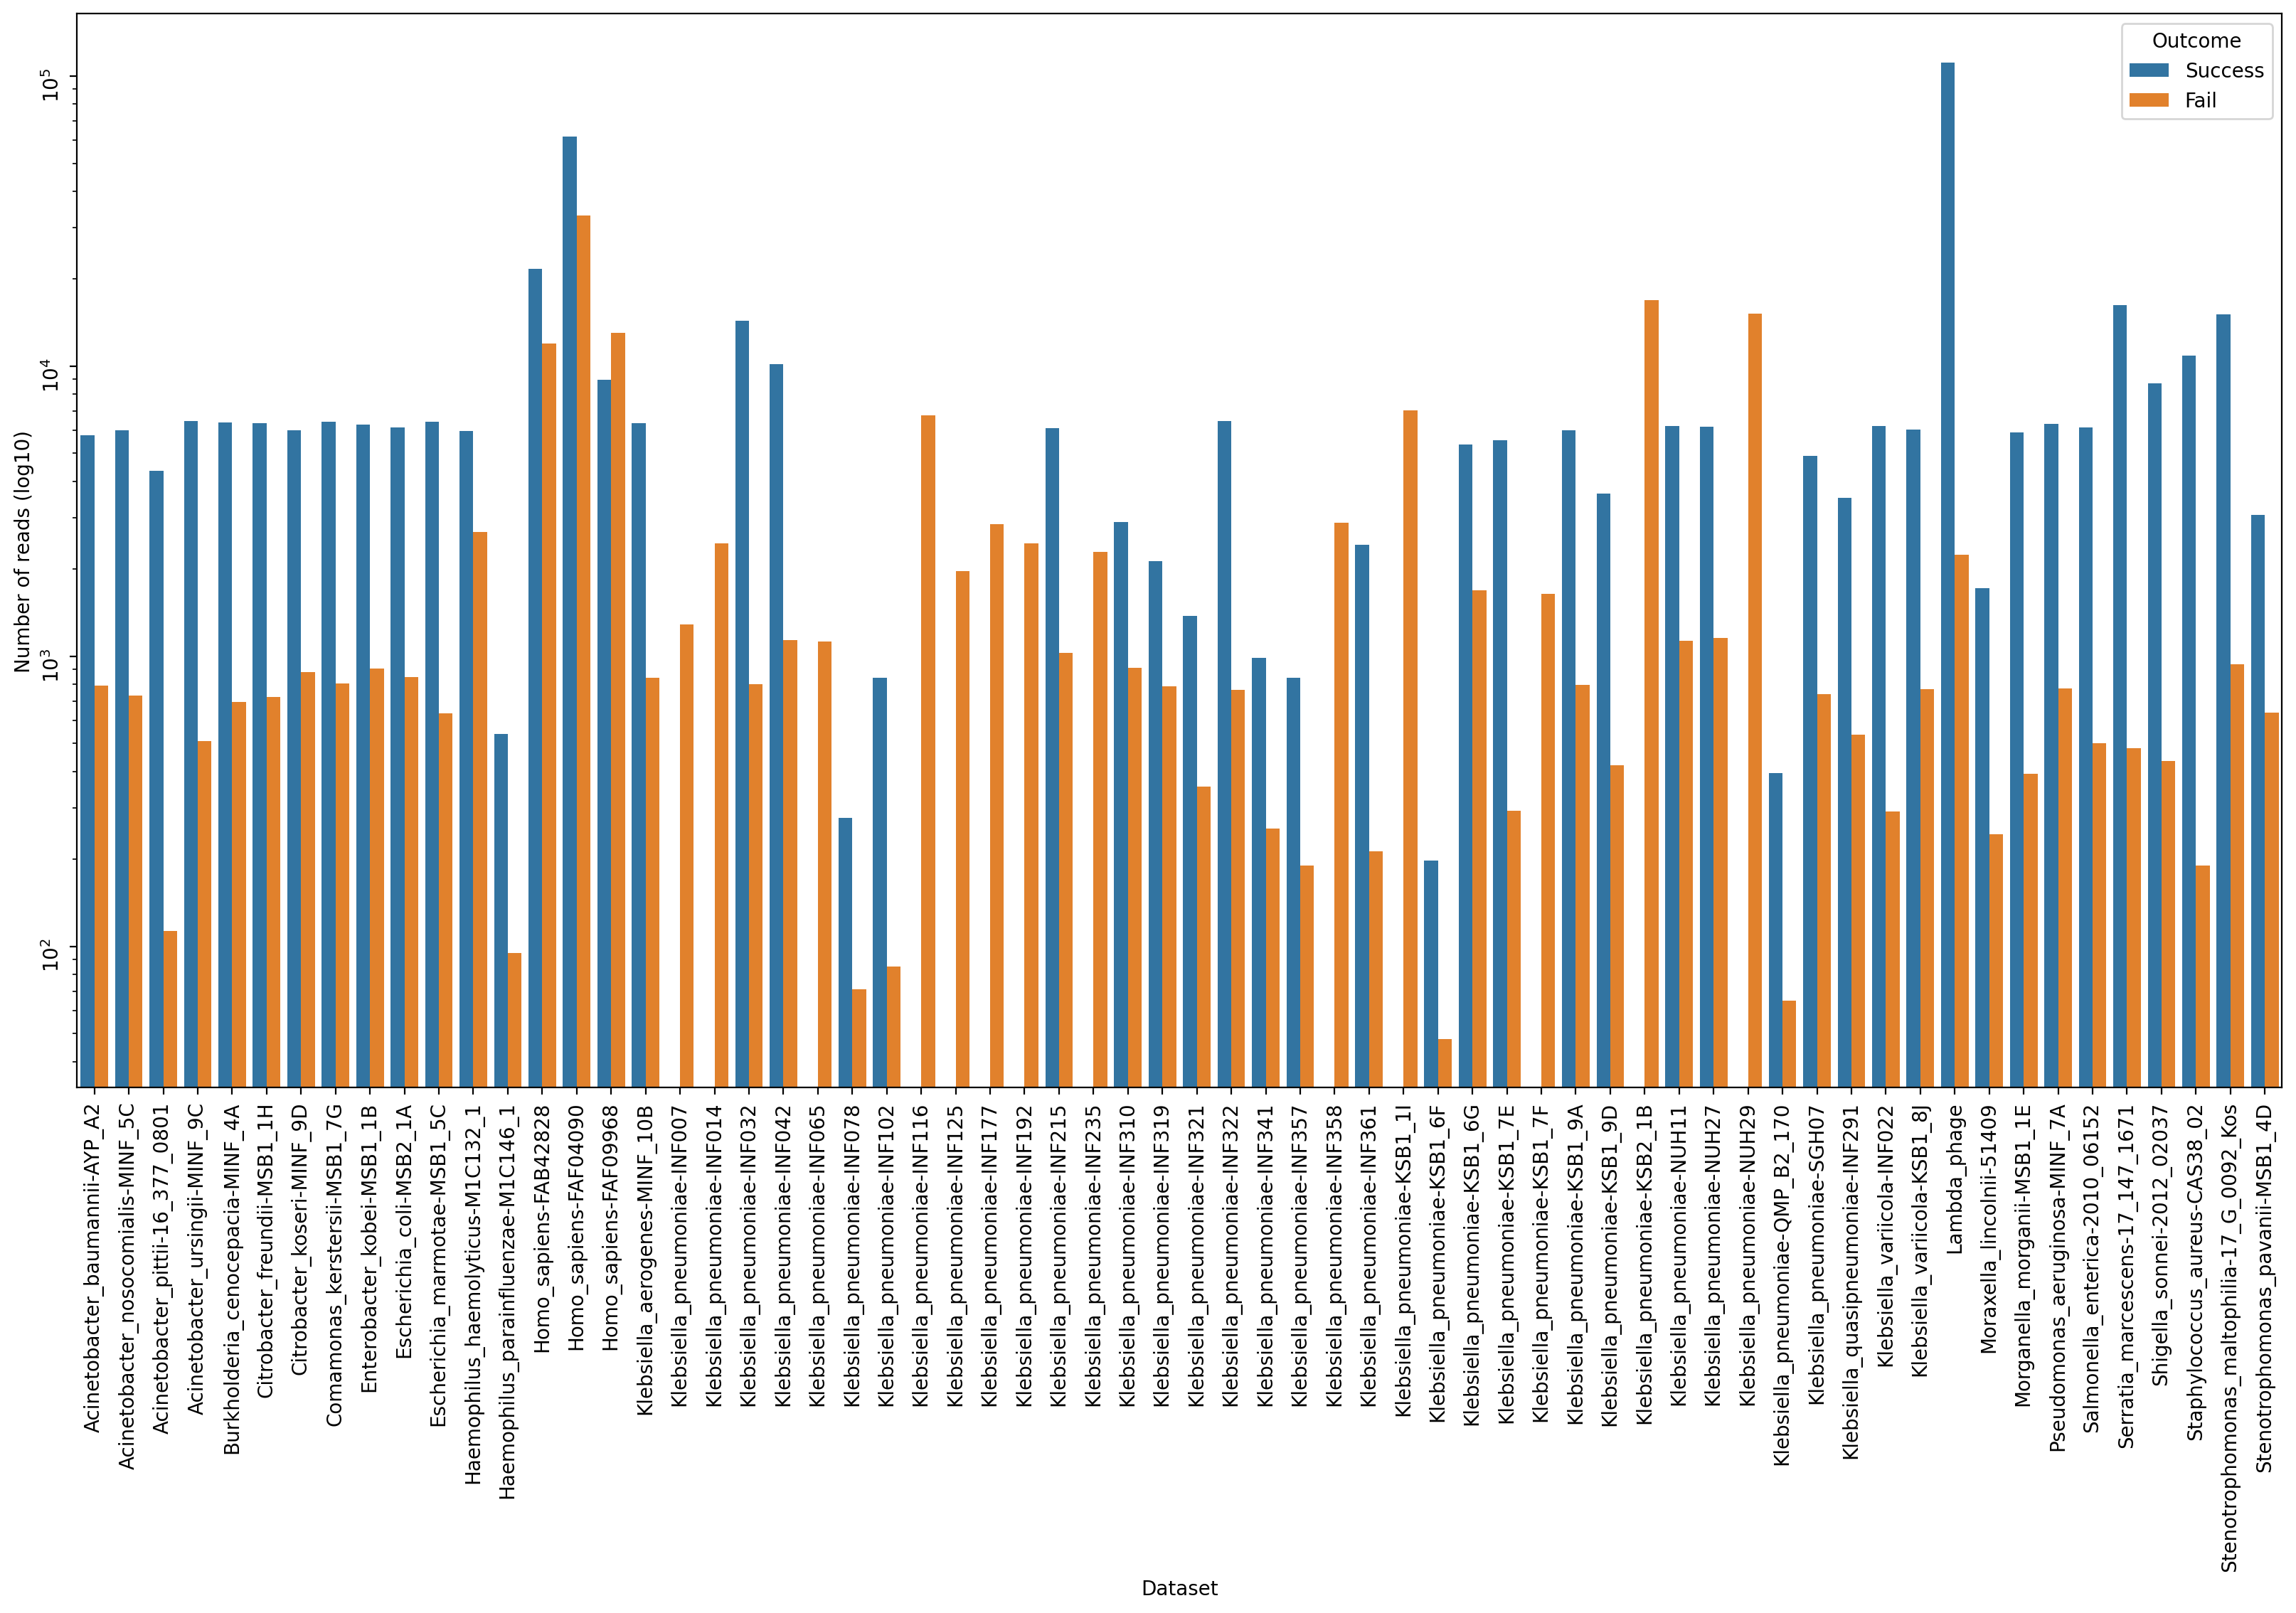 Outcome
Success
Fail
10^5
10^4
10^3
10^2
Number of reads (log10)
Acinetobacter_baumannii-AYP_A2
Acinetobacter_nosocomialis-MINF_5C
Acinetobacter_pittii-16_377_0801
Acinetobacter_ursingii-MINF_9C
Burkholderia_cenocepacia-MINF_4A
Citrobacter_freundii-MSB1_1H
Citrobacter_koseri-MINF_9D
Comamonas_kerstersii-MSB1_7G
Enterobacter_kobei-MSB1_1B
Escherichia_coli-MSB2_1A
Escherichia_marmotae-MSB1_5C
Haemophilus_haemolyticus-M1C132_1
Haemophilus_parainfluenzae-M1C146_1
Homo_sapiens-FAB42828
Homo_sapiens-FAF04090
Homo_sapiens-FAF09968
Klebsiella_aerogenes-MINF_10B
Klebsiella_pneumoniae-INF007
Klebsiella_pneumoniae-INF014
Klebsiella_pneumoniae-INF032
Klebsiella_pneumoniae-INF042
Klebsiella_pneumoniae-INF065
Klebsiella_pneumoniae-INF078
Klebsiella_pneumoniae-INF102
Klebsiella_pneumoniae-INF116
Klebsiella_pneumoniae-INF125
Klebsiella_pneumoniae-INF177
Klebsiella_pneumoniae-INF192
Klebsiella_pneumoniae-INF215
Klebsiella_pneumoniae-INF235
Klebsiella_pneumoniae-INF310
Klebsiella_pneumoniae-INF319
Klebsiella_pneumoniae-INF321
Klebsiella_pneumoniae-INF322
Klebsiella_pneumoniae-INF341
Klebsiella_pneumoniae-INF357
Klebsiella_pneumoniae-INF358
Klebsiella_pneumoniae-INF361
Klebsiella_pneumoniae-KSB1_1I
Klebsiella_pneumoniae-KSB1_6F
Klebsiella_pneumoniae-KSB1_6G
Klebsiella_pneumoniae-KSB1_7E
Klebsiella_pneumoniae-KSB1_7F
Klebsiella_pneumoniae-KSB1_9A
Klebsiella_pneumoniae-KSB1_9D
Klebsiella_pneumoniae-KSB2_1B
Klebsiella_pneumoniae-NUH11
Klebsiella_pneumoniae-NUH27
Klebsiella_pneumoniae-NUH29
Klebsiella_pneumoniae-QMP_B2_170
Klebsiella_pneumoniae-SGH07
Klebsiella_quasipneumoniae-INF291
Klebsiella_variicola-INF022
Klebsiella_variicola-KSB1_8J
Lambda_phage
Moraxella_lincolnii-51409
Morganella_morganii-MSB1_1E
Pseudomonas_aeruginosa-MINF_7A
Salmonella_enterica-2010_06152
Serratia_marcescens-17_147_1671
Shigella_sonnei-2012_02037
Staphylococcus_aureus-CAS38_02
Stenotrophomonas_maltophilia-17_G_0092_Kos
Stenotrophomonas_pavanii-MSB1_4D
Dataset